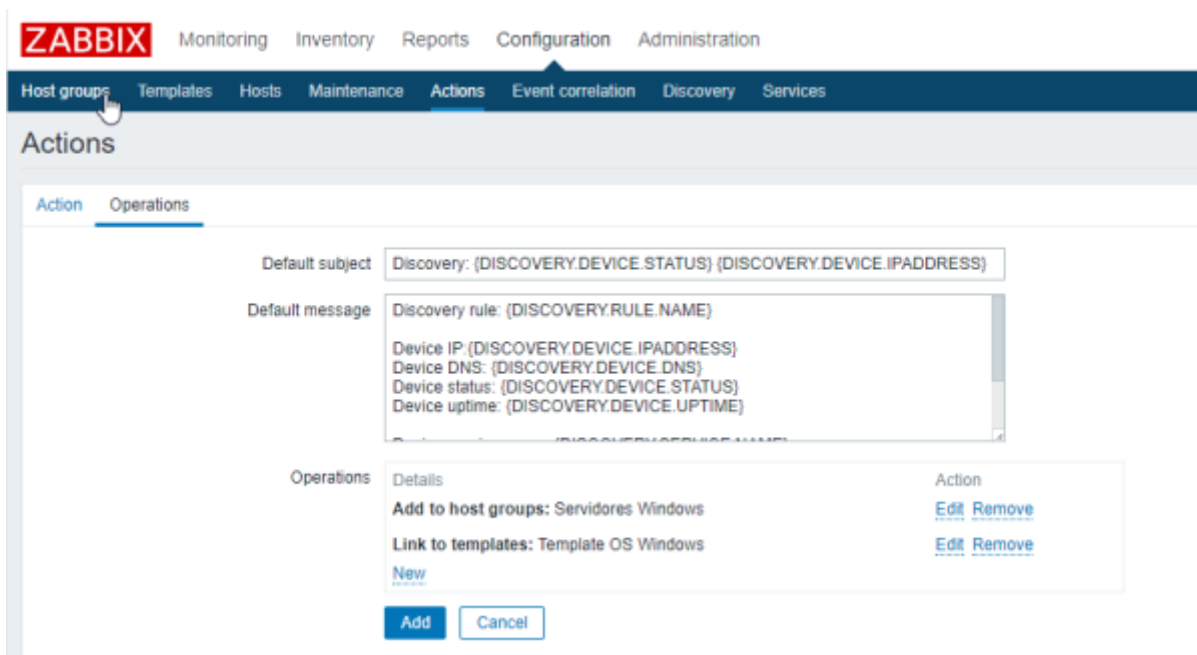 ZABBIX Monitoring Inventory Reports Configuration Administration
Host groups Templates Hosts Maintenance Actions Event correlation Discovery Services
Actions
Action Operations
Default subject Discovery: {DISCOVERY.DEVICE.STATUS} {DISCOVERY.DEVICE.IPADDRESS}
Default message Discovery rule: {DISCOVERY.RULE.NAME}
Device IP:{DISCOVERY.DEVICE.IPADDRESS}
Device DNS: {DISCOVERY.DEVICE.DNS}
Device status: {DISCOVERY.DEVICE.STATUS}
Device uptime: {DISCOVERY.DEVICE.UPTIME}
Operations Details Action
Add to host groups: Servidores Windows Edit Remove
Link to templates: Template OS Windows Edit Remove
New
Add Cancel